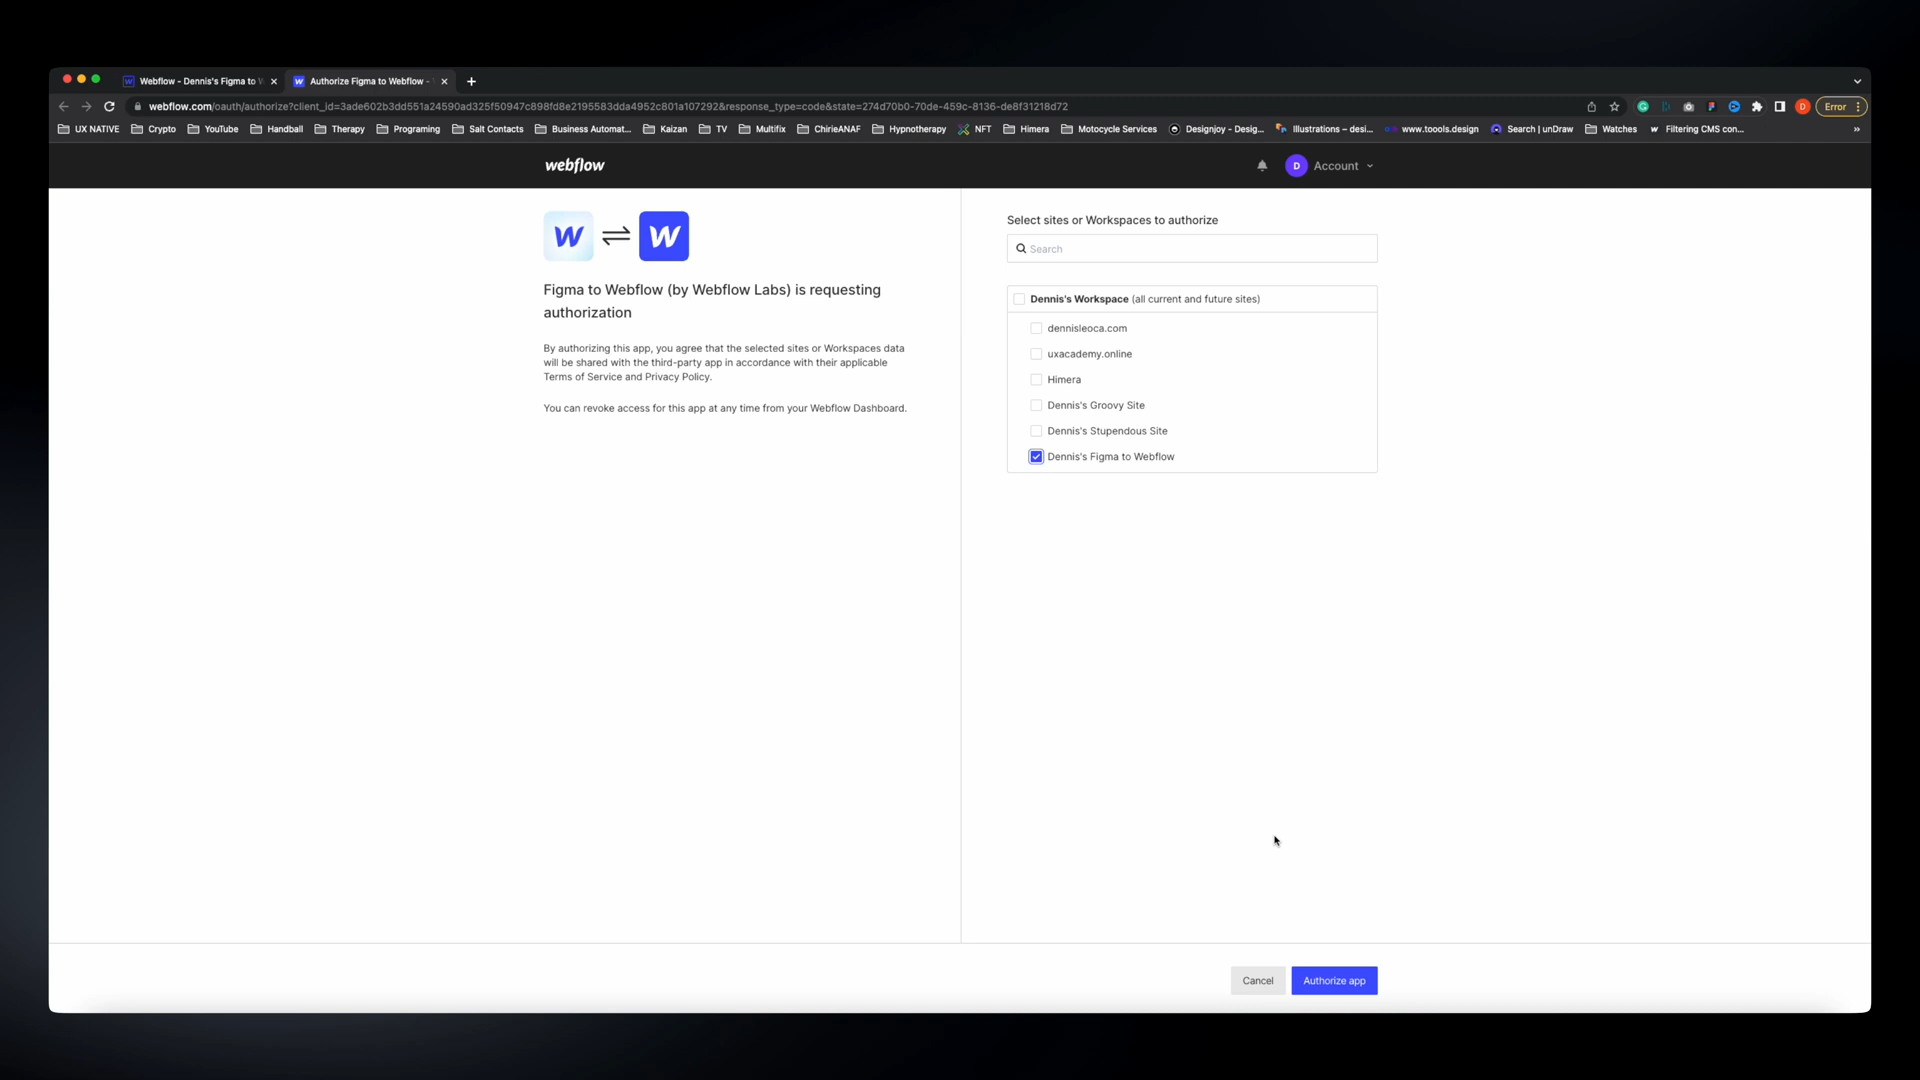 Webflow - Dennis's Figma to W
Authorize Figma to Webflow -
webflow.com/oauth/authorize?client_id=3ade602b3dd551a24590ad325f50947c898fd8e2195583dda4952c801a107292&response_type=code&state=274d70b0-70de-459c-8136-de8f31218d72
D
Error
UX NATIVE Crypto YouTube Handball Therapy Programing Salt Contacts Business Automat... Kaizan TV Multifix ChirieANAF Hypnotherapy NFT Himera Motocycle Services Designjoy - Desig... Illustrations – desi... www.toools.design Search | unDraw Watches Filtering CMS con... »
webflow
D Account
W W
Figma to Webflow (by Webflow Labs) is requesting
authorization
By authorizing this app, you agree that the selected sites or Workspaces data
will be shared with the third-party app in accordance with their applicable
Terms of Service and Privacy Policy.
You can revoke access for this app at any time from your Webflow Dashboard.
Select sites or Workspaces to authorize
Search
Dennis's Workspace (all current and future sites)
dennisleoca.com
uxacademy.online
Himera
Dennis's Groovy Site
Dennis's Stupendous Site
Dennis's Figma to Webflow
Cancel
Authorize app